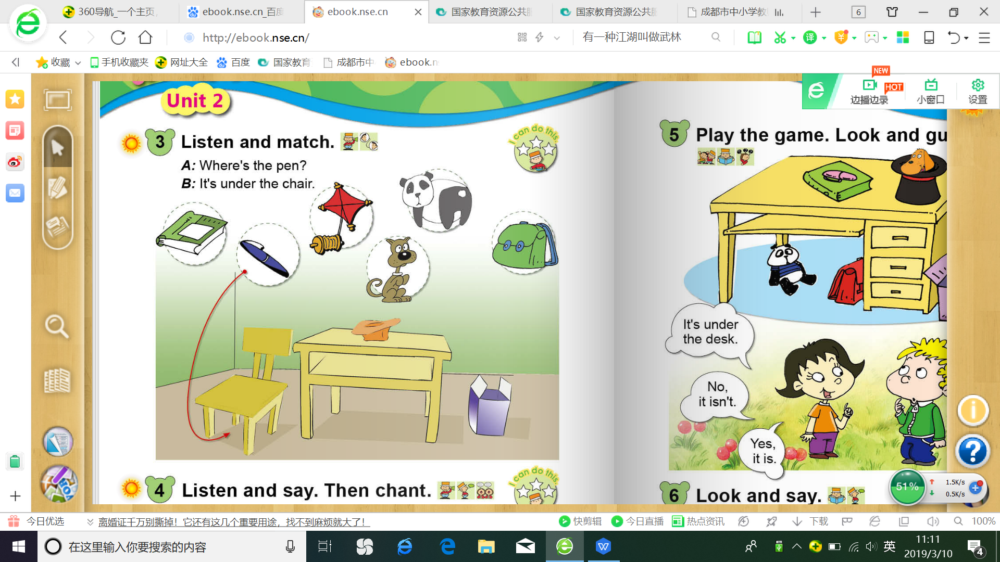 360导航_一个主页
ebook.nse.cn_百度
ebook.nse.cn
国家教育资源公共服
国家教育资源公共服
成都市中小学教
6
http://ebook.nse.cn/
有一种江湖叫做武林
译
收藏
手机收藏夹
网址大全
百度
国家教育
成都市中
ebook.n
NEW
HOT
边播边录
小窗口
设置
Unit 2
3
Listen and match.
I can do this.
A: Where's the pen?
B: It's under the chair.
4
Listen and say. Then chant.
I can do this.
5
Play the game. Look and gu
It's under
the desk.
No,
it isn't.
Yes,
it is.
6
Look and say.
51%
1.5K/s
0.5K/s
今日优选
离婚证千万别撕掉！它还有这几个重要用途，找不到麻烦就大了！
快剪辑
今日直播
热点资讯
下载
100%
在这里输入你要搜索的内容
英
11:11
2019/3/10
4